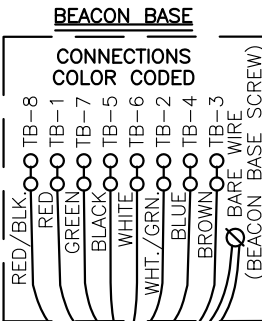 BEACON BASE
CONNECTIONS
COLOR CODED
TB-8
TB-1
TB-7
TB-5
TB-6
TB-2
TB-4
TB-3
RED/BLK.
RED
GREEN
BLACK
WHITE
WHT./GRN.
BLUE
BROWN
BARE WIRE
(BEACON BASE SCREW)